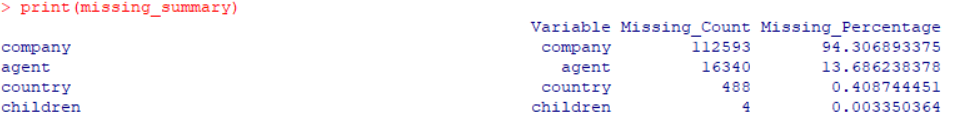 > print(missing_summary)
Variable Missing_Count Missing_Percentage
company company 112593 94.306893375
agent agent 16340 13.686238378
country country 488 0.408744451
children children 4 0.003350364